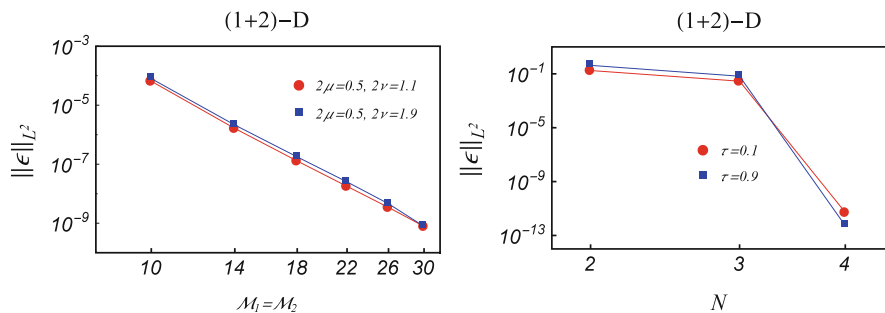 (1+2)−D
||ϵ||_{L^2}
10^{-3}
10^{-5}
10^{-7}
10^{-9}
2μ=0.5, 2ν=1.1
2μ=0.5, 2ν=1.9
10 14 18 22 26 30
ℳ_1=ℳ_2
(1+2)−D
||ϵ||_{L^2}
10^{-1}
10^{-5}
10^{-9}
10^{-13}
τ=0.1
τ=0.9
2 3 4
N